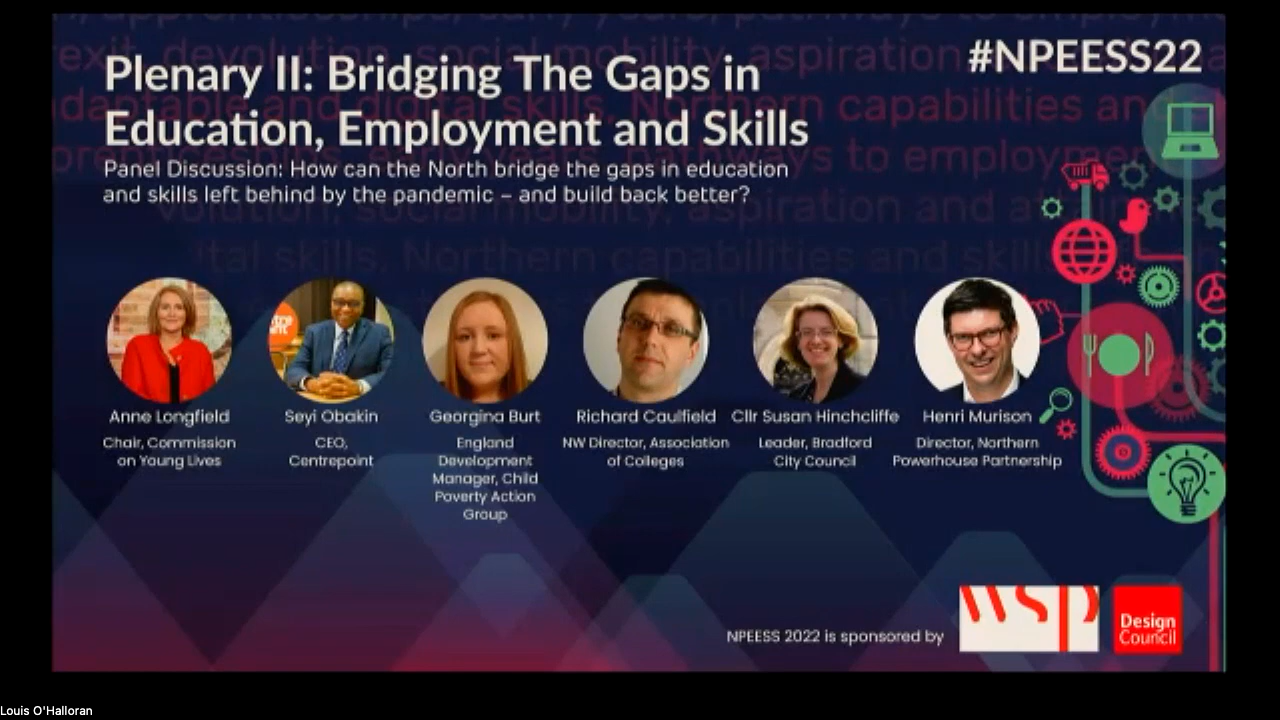 #NPEESS22
Plenary II: Bridging The Gaps in
Education, Employment and Skills
Panel Discussion: How can the North bridge the gaps in education
and skills left behind by the pandemic – and build back better?
Anne Longfield
Chair, Commission
on Young Lives
Seyi Obakin
CEO,
Centrepoint
Georgina Burt
England
Development
Manager, Child
Poverty Action
Group
Richard Caulfield
NW Director, Association
of Colleges
Cllr Susan Hinchcliffe
Leader, Bradford
City Council
Henri Murison
Director, Northern
Powerhouse Partnership
NPEESS 2022 is sponsored by
wsp
Design
Council
Louis O'Halloran